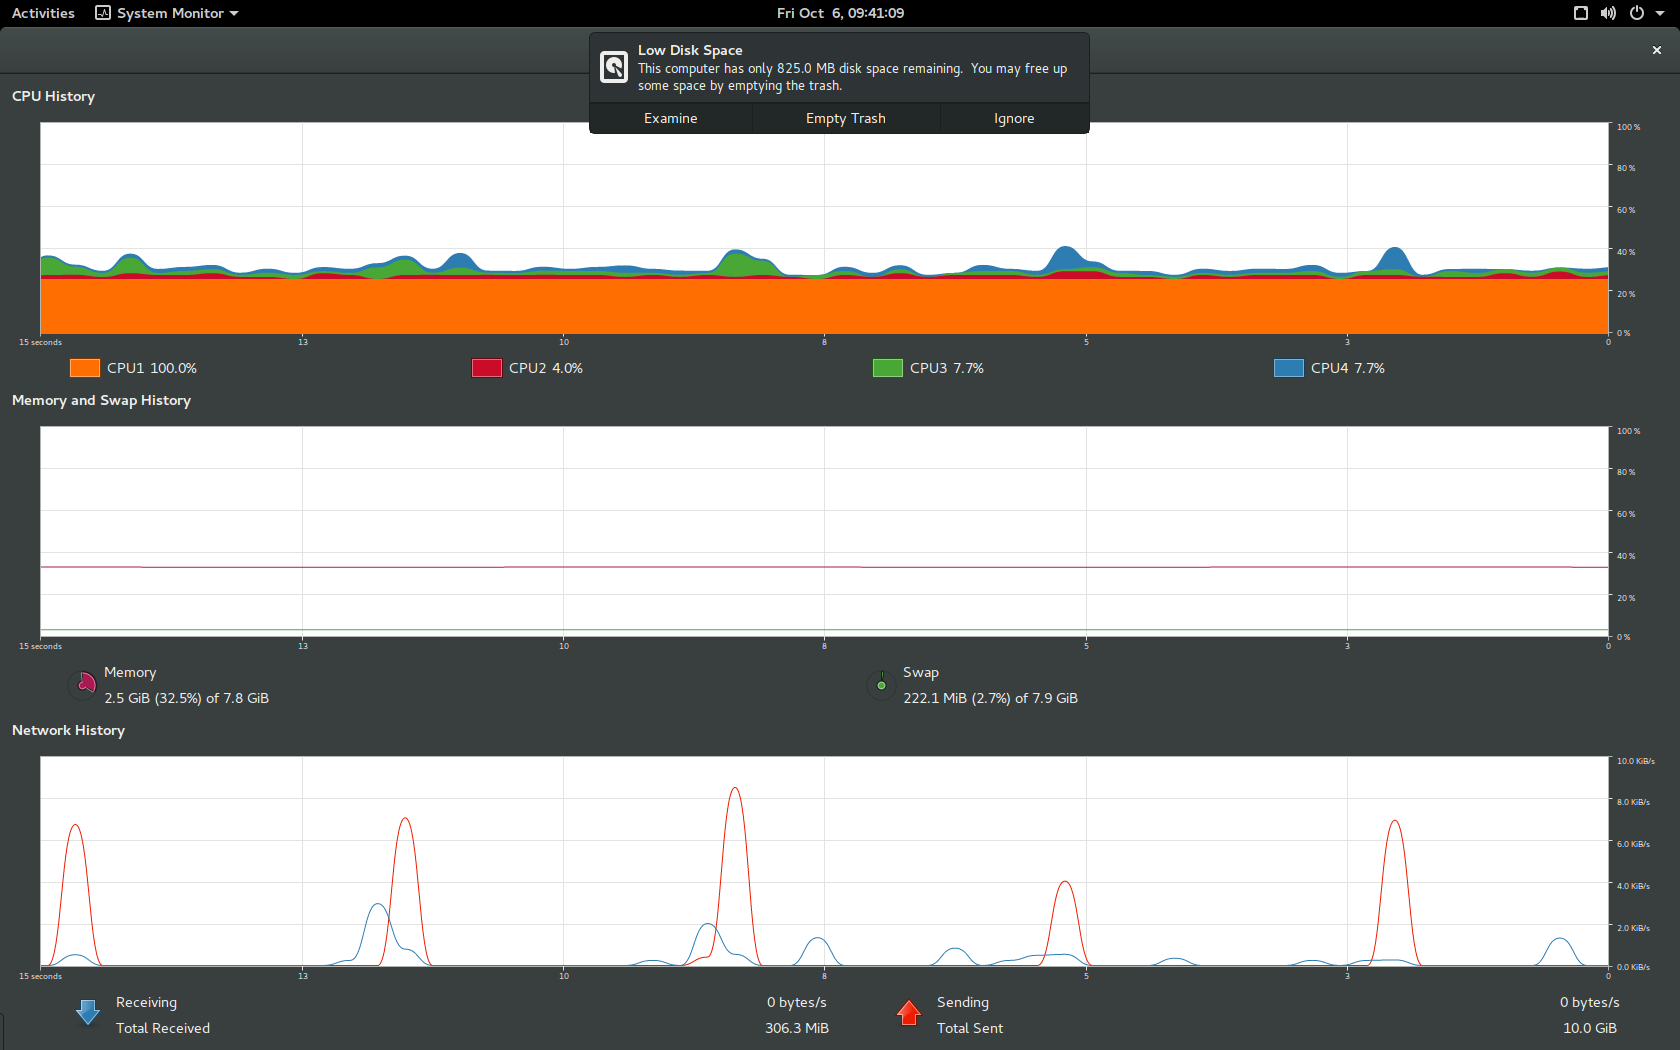 Activities System Monitor Fri Oct 6, 09:41:09
Low Disk Space
This computer has only 825.0 MB disk space remaining. You may free up
some space by emptying the trash.
Examine Empty Trash Ignore
CPU History
100 %
80 %
60 %
40 %
20 %
0 %
15 seconds 13 10 8 5 3 0
CPU1 100.0% CPU2 4.0% CPU3 7.7% CPU4 7.7%
Memory and Swap History
100 %
80 %
60 %
40 %
20 %
0 %
15 seconds 13 10 8 5 3 0
Memory Swap
2.5 GiB (32.5%) of 7.8 GiB 222.1 MiB (2.7%) of 7.9 GiB
Network History
10.0 KiB/s
8.0 KiB/s
6.0 KiB/s
4.0 KiB/s
2.0 KiB/s
0.0 KiB/s
15 seconds 13 10 8 5 3 0
Receiving 0 bytes/s Sending 0 bytes/s
Total Received 306.3 MiB Total Sent 10.0 GiB